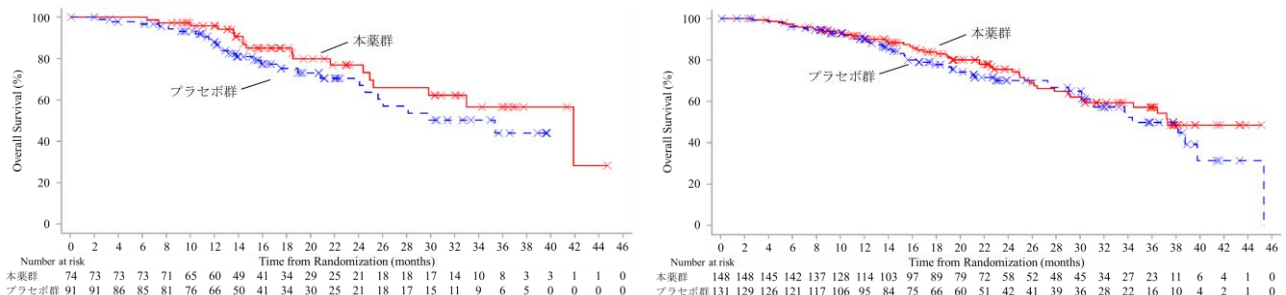 Overall Survival (%)
100
80
60
40
20
0
本薬群
プラセボ群
0 2 4 6 8 10 12 14 16 18 20 22 24 26 28 30 32 34 36 38 40 42 44 46
Number at risk
Time from Randomization (months)
本薬群 74 73 73 73 71 65 60 49 41 34 29 25 21 18 18 17 14 10 8 3 3 1 1 0
プラセボ群 91 91 86 85 81 76 66 50 41 34 30 25 21 18 17 15 11 9 6 5 0 0 0 0
Overall Survival (%)
100
80
60
40
20
0
本薬群
プラセボ群
0 2 4 6 8 10 12 14 16 18 20 22 24 26 28 30 32 34 36 38 40 42 44 46
Number at risk
Time from Randomization (months)
本薬群 148 148 145 142 137 128 114 103 97 89 79 72 58 52 48 45 34 27 23 11 6 4 1 0
プラセボ群 131 129 126 121 117 106 95 84 75 66 60 51 42 41 39 36 28 22 16 10 4 2 1 0